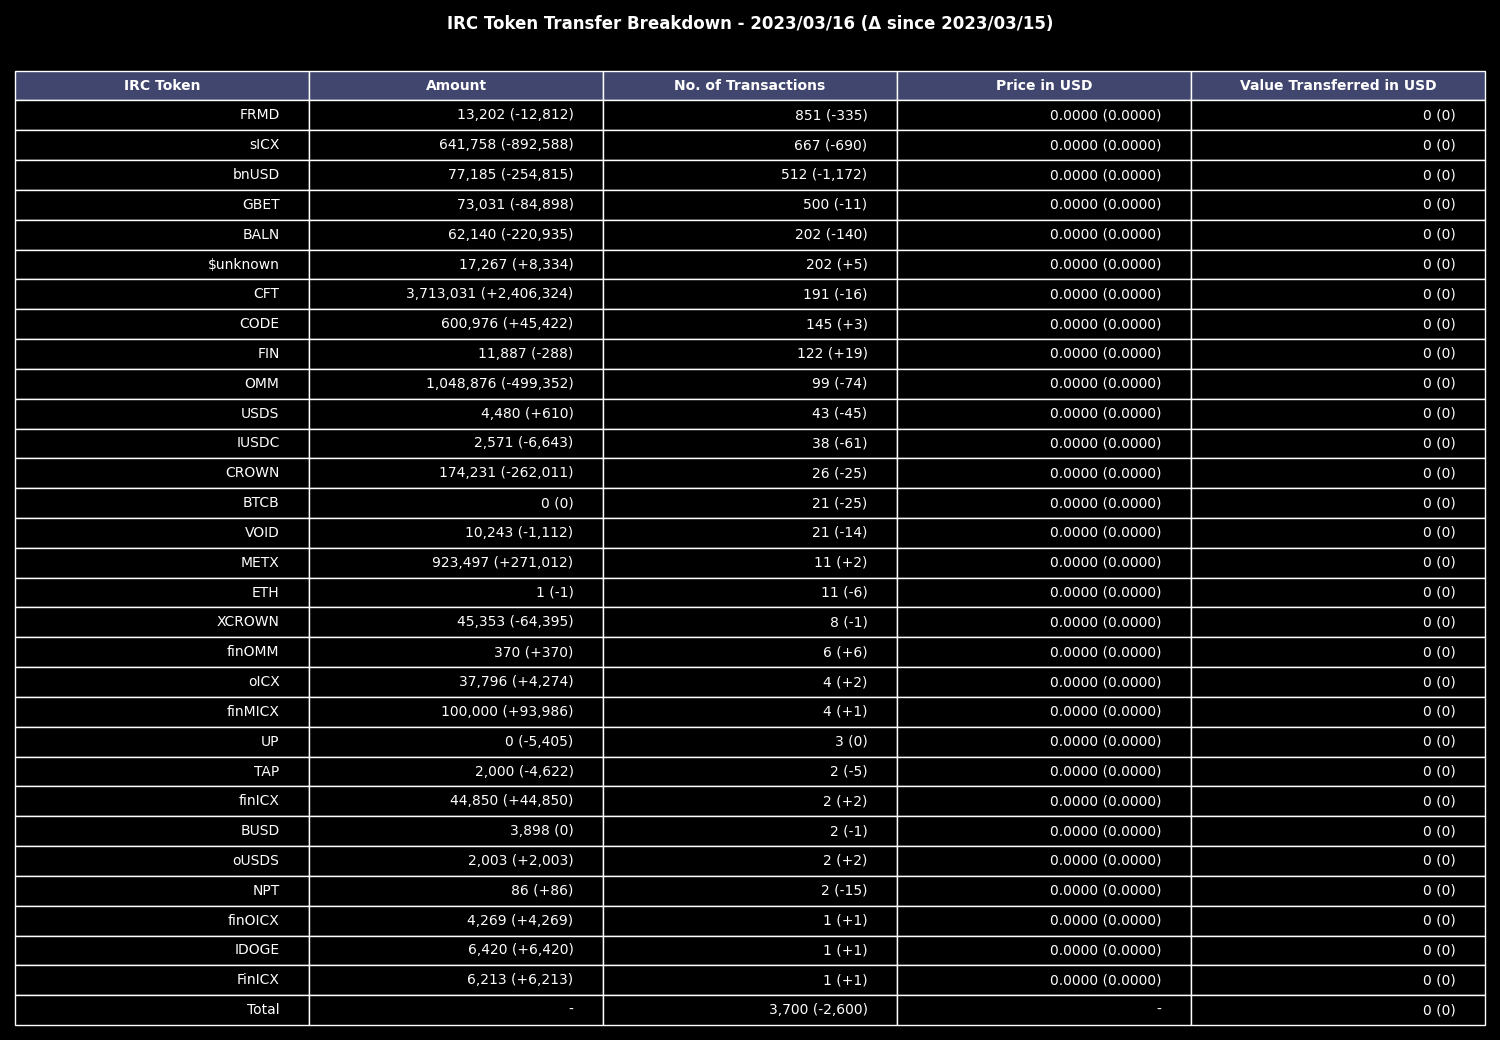 IRC Token Transfer Breakdown - 2023/03/16 (Δ since 2023/03/15)
IRC Token Amount No. of Transactions Price in USD Value Transferred in USD
FRMD 13,202 (-12,812) 851 (-335) 0.0000 (0.0000) 0 (0)
sICX 641,758 (-892,588) 667 (-690) 0.0000 (0.0000) 0 (0)
bnUSD 77,185 (-254,815) 512 (-1,172) 0.0000 (0.0000) 0 (0)
GBET 73,031 (-84,898) 500 (-11) 0.0000 (0.0000) 0 (0)
BALN 62,140 (-220,935) 202 (-140) 0.0000 (0.0000) 0 (0)
$unknown 17,267 (+8,334) 202 (+5) 0.0000 (0.0000) 0 (0)
CFT 3,713,031 (+2,406,324) 191 (-16) 0.0000 (0.0000) 0 (0)
CODE 600,976 (+45,422) 145 (+3) 0.0000 (0.0000) 0 (0)
FIN 11,887 (-288) 122 (+19) 0.0000 (0.0000) 0 (0)
OMM 1,048,876 (-499,352) 99 (-74) 0.0000 (0.0000) 0 (0)
USDS 4,480 (+610) 43 (-45) 0.0000 (0.0000) 0 (0)
IUSDC 2,571 (-6,643) 38 (-61) 0.0000 (0.0000) 0 (0)
CROWN 174,231 (-262,011) 26 (-25) 0.0000 (0.0000) 0 (0)
BTCB 0 (0) 21 (-25) 0.0000 (0.0000) 0 (0)
VOID 10,243 (-1,112) 21 (-14) 0.0000 (0.0000) 0 (0)
METX 923,497 (+271,012) 11 (+2) 0.0000 (0.0000) 0 (0)
ETH 1 (-1) 11 (-6) 0.0000 (0.0000) 0 (0)
XCROWN 45,353 (-64,395) 8 (-1) 0.0000 (0.0000) 0 (0)
finOMM 370 (+370) 6 (+6) 0.0000 (0.0000) 0 (0)
oICX 37,796 (+4,274) 4 (+2) 0.0000 (0.0000) 0 (0)
finMICX 100,000 (+93,986) 4 (+1) 0.0000 (0.0000) 0 (0)
UP 0 (-5,405) 3 (0) 0.0000 (0.0000) 0 (0)
TAP 2,000 (-4,622) 2 (-5) 0.0000 (0.0000) 0 (0)
finICX 44,850 (+44,850) 2 (+2) 0.0000 (0.0000) 0 (0)
BUSD 3,898 (0) 2 (-1) 0.0000 (0.0000) 0 (0)
oUSDS 2,003 (+2,003) 2 (+2) 0.0000 (0.0000) 0 (0)
NPT 86 (+86) 2 (-15) 0.0000 (0.0000) 0 (0)
finOICX 4,269 (+4,269) 1 (+1) 0.0000 (0.0000) 0 (0)
IDOGE 6,420 (+6,420) 1 (+1) 0.0000 (0.0000) 0 (0)
FinICX 6,213 (+6,213) 1 (+1) 0.0000 (0.0000) 0 (0)
Total - 3,700 (-2,600) - 0 (0)